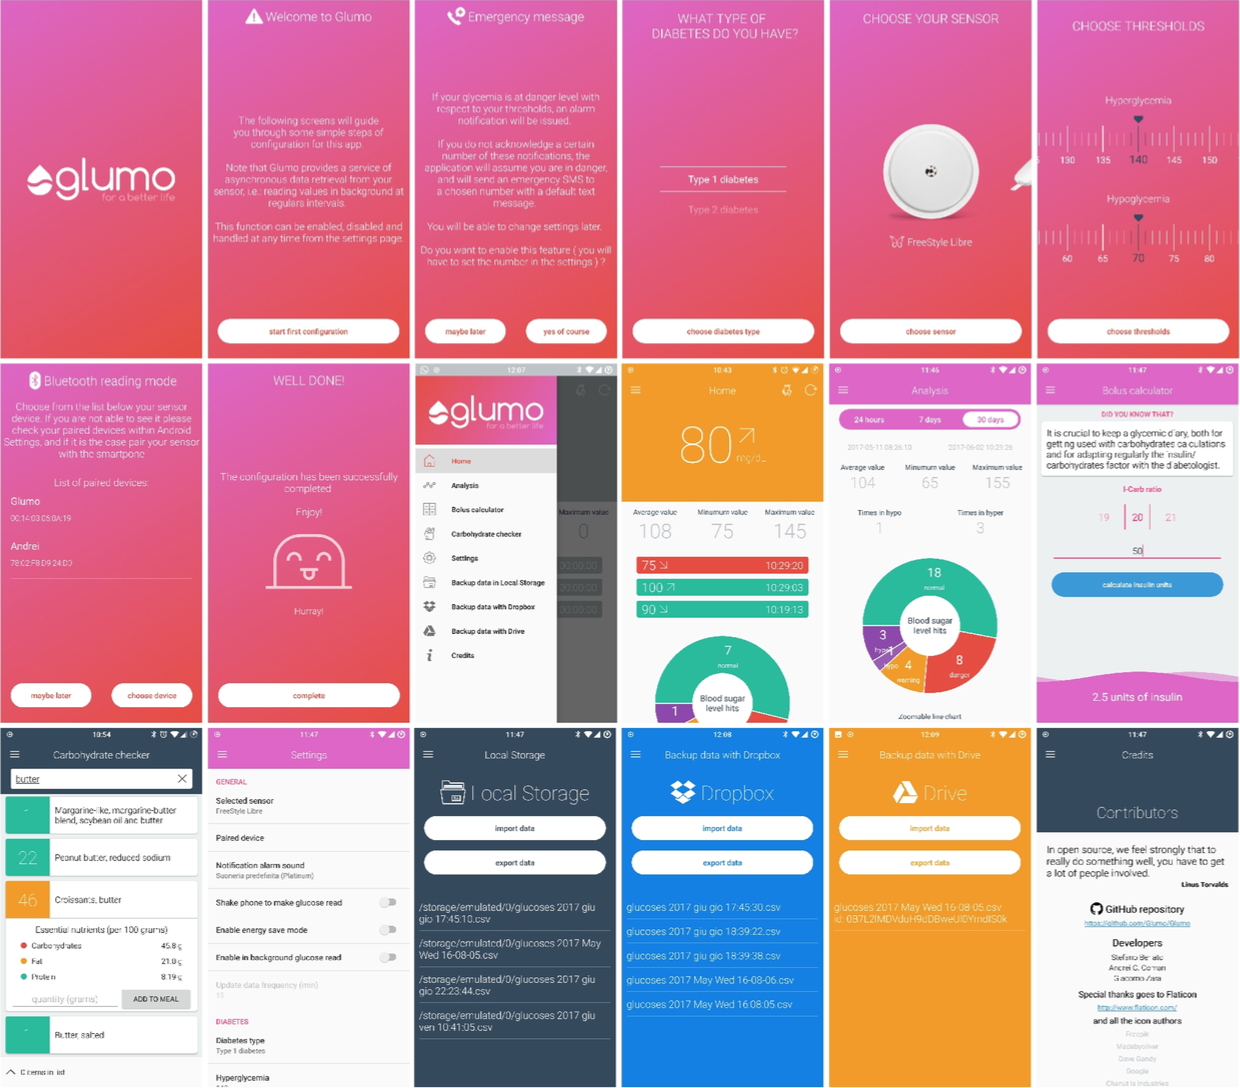 glumo
for a better life
Welcome to Glumo
The following screens will guide
you through some simple steps of
configuration for this app.
Note that Glumo provides a service of
asynchronous data retrieval from your
sensor, i.e.: reading values in background at
regulars intervals.
This function can be enabled, disabled and
handled at any time from the settings page.
start first configuration
Emergency message
If your glycemia is at danger level with
respect to your thresholds, an alarm
notification will be issued.
If you do not acknowledge a certain
number of these notifications, the
application will assume you are in danger,
and will send an emergency SMS to
a chosen number with a default text
message.
You will be able to change settings later.
Do you want to enable this feature ( you will
have to set the number in the settings ) ?
maybe later
yes of course
WHAT TYPE OF
DIABETES DO YOU HAVE?
Type 1 diabetes
Type 2 diabetes
choose diabetes type
CHOOSE YOUR SENSOR
FreeStyle Libre
choose sensor
CHOOSE THRESHOLDS
Hyperglycemia
130 135 140 145 150
Hypoglycemia
60 65 70 75 80
choose thresholds
Bluetooth reading mode
Choose from the list below your sensor
device. If you are not able to see it please
check your paired devices within Android
Settings, and if it is the case pair your sensor
with the smartpone
List of paired devices:
Glumo
00:14:03:05:0A:19
Andrei
78:02:F8:D9:24:D3
maybe later
choose device
WELL DONE!
The configuration has been successfully
completed
Enjoy!
Hurray!
complete
12:07
glumo
for a better life
Home
Analysis
Bolus calculator
Carbohydrate checker
Settings
Backup data in Local Storage
Backup data with Dropbox
Backup data with Drive
Credits
Maximum value
0
00:00:00
00:00:00
00:00:00
10:43
Home
80
Average value Minumum value Maximum value
108 75 145
75 10:29:20
100 10:29:03
90 10:19:13
7
normal
1
Blood sugar
level hits
11:45
Analysis
24 hours 7 days 30 days
2017-05-11 08:26:13 2017-06-02 10:29:26
Average value Minumum value Maximum value
104 65 155
Times in hypo Times in hyper
1 3
18
normal
3
hypo
1
hypo
4
warning
8
danger
Blood sugar
level hits
Zoomable line chart
11:47
Bolus calculator
DID YOU KNOW THAT?
It is crucial to keep a glycemic diary, both for
getting used with carbohydrates calculations
and for adapting regularly the insulin/
carbohydrates factor with the diabetologist.
I-Carb ratio
19 20 21
50
calculate insulin units
2.5 units of insulin
10:54
Carbohydrate checker
butter
Margarine-like, margarine-butter
blend, soybean oil and butter
22
Peanut butter, reduced sodium
46
Croissants, butter
Essential nutrients (per 100 grams)
Carbohydrates 45.8 g
Fat 21.0 g
Protein 8.19 g
quantity (grams)
ADD TO MEAL
Butter, salted
0 items in list
11:47
Settings
GENERAL
Selected sensor
FreeStyle Libre
Paired device
Notification alarm sound
Suoneria predefinita (Platinum)
Shake phone to make glucose read
Enable energy save mode
Enable in background glucose read
Update data frequency (min)
15
DIABETES
Diabetes type
Type 1 diabetes
Hyperglycemia
11:47
Local Storage
Local Storage
import data
export data
/storage/emulated/0/glucoses 2017 giu
gio 17:45:10.csv
/storage/emulated/0/glucoses 2017 May
Wed 16-08-05.csv
/storage/emulated/0/glucoses 2017 giu
gio 22:23:44.csv
/storage/emulated/0/glucoses 2017 giu
ven 10:41:05.csv
12:08
Backup data with Dropbox
Dropbox
import data
export data
glucoses 2017 giu gio 17:45:30.csv
glucoses 2017 giu gio 18:39:22.csv
glucoses 2017 giu gio 18:39:38.csv
glucoses 2017 May Wed 16-08-06.csv
glucoses 2017 May Wed 16:08:05.csv
12:09
Backup data with Drive
Drive
import data
export data
glucoses 2017 May Wed 16-08-05.csv
11:47
Credits
Contributors
In open source, we feel strongly that to
really do something well, you have to get
a lot of people involved.
Linus Torvalds
GitHub repository
https://github.com/Glumo/Glumo
Developers
Stefano Berlato
Andrei C. Coman
Giacomo Zara
Special thanks goes to Flaticon
http://www.flaticon.com/
and all the icon authors
Freepik
Madebyoliver
Dave Gandy
Google
Chanut is Industries